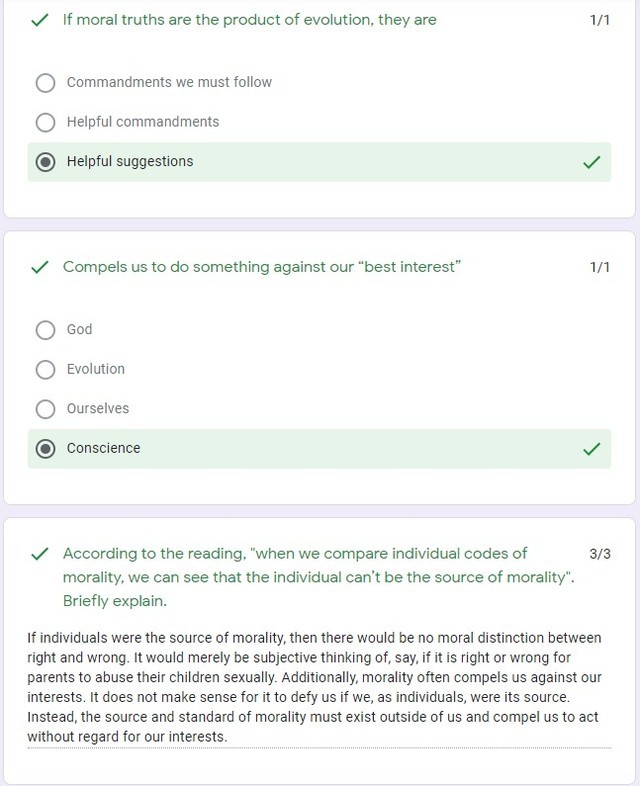 If moral truths are the product of evolution, they are 1/1
Commandments we must follow
Helpful commandments
Helpful suggestions
Compels us to do something against our “best interest” 1/1
God
Evolution
Ourselves
Conscience
According to the reading, "when we compare individual codes of 3/3
morality, we can see that the individual can’t be the source of morality".
Briefly explain.
If individuals were the source of morality, then there would be no moral distinction between
right and wrong. It would merely be subjective thinking of, say, if it is right or wrong for
parents to abuse their children sexually. Additionally, morality often compels us against our
interests. It does not make sense for it to defy us if we, as individuals, were its source.
Instead, the source and standard of morality must exist outside of us and compel us to act
without regard for our interests.